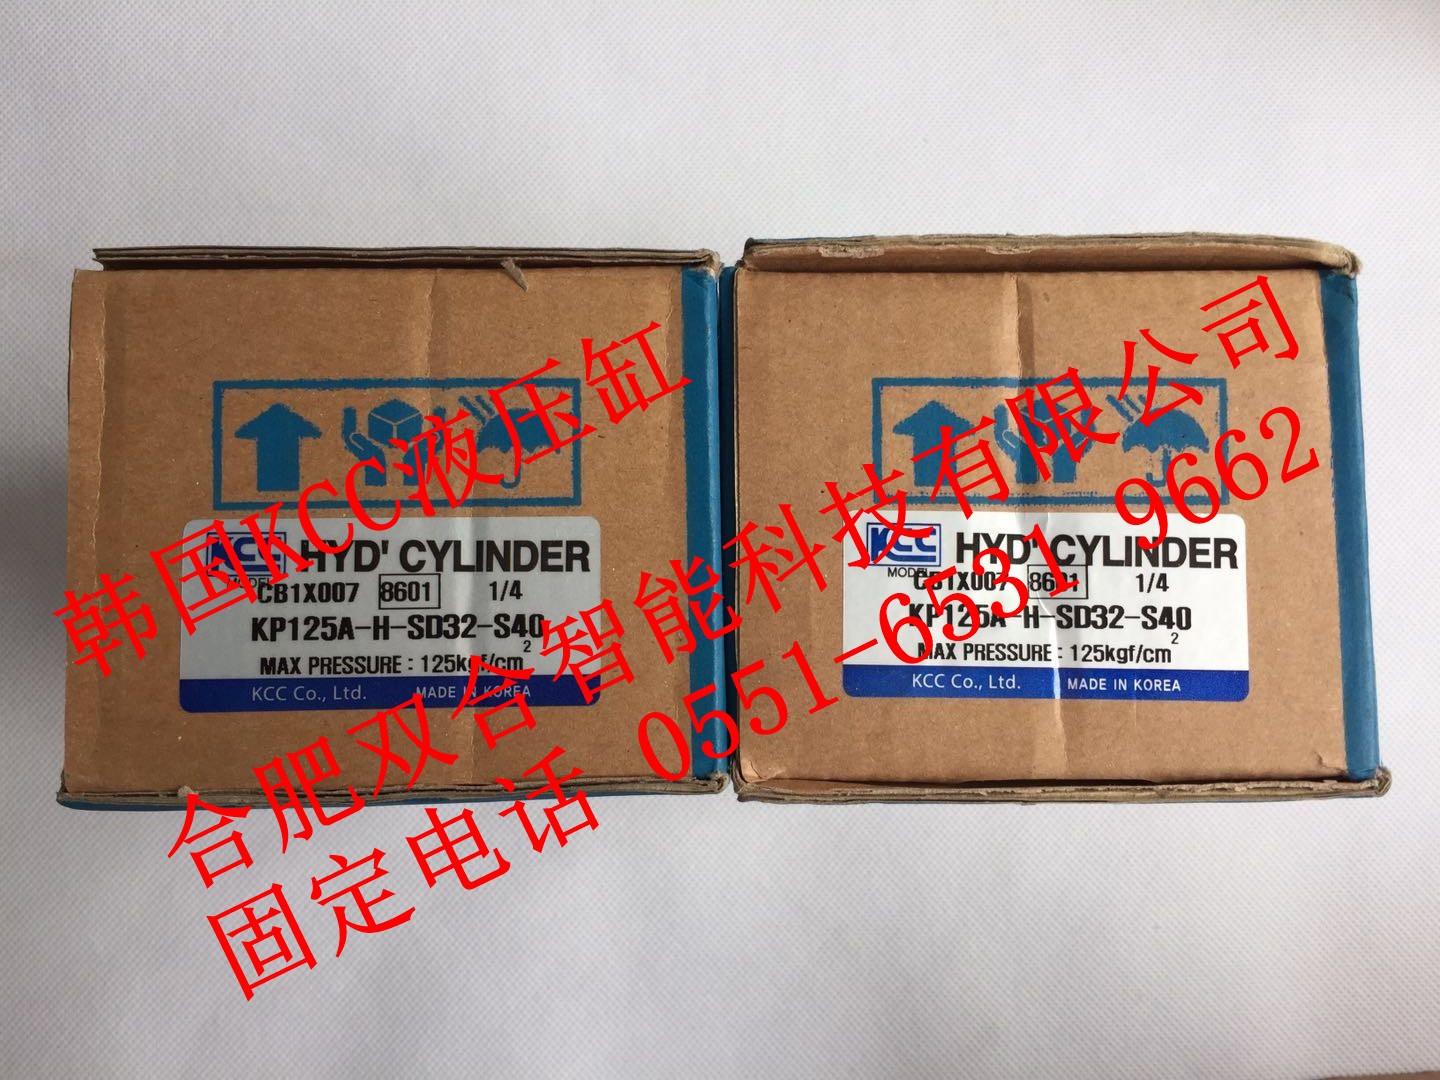 韩国KCC液压缸
合肥双合智能科技有限公司
固定电话 0551-6531 9662
KCC HYD' CYLINDER
MODEL CB1X007 8601 1/4
KP125A-H-SD32-S40
MAX PRESSURE : 125kgf/cm2
KCC Co., Ltd. MADE IN KOREA
KCC HYD' CYLINDER
MODEL CB1X007 8601 1/4
KP125A-H-SD32-S40
MAX PRESSURE : 125kgf/cm2
KCC Co., Ltd. MADE IN KOREA